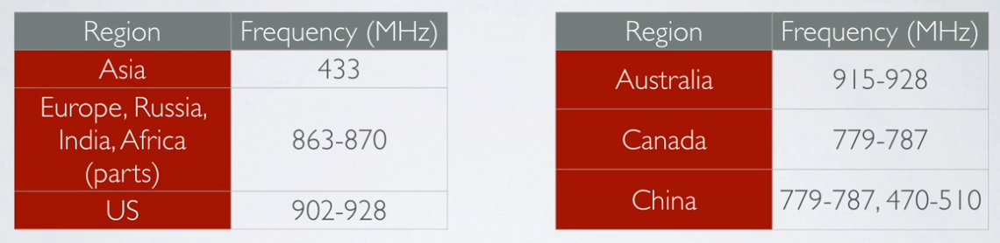 Region Frequency (MHz)
Asia 433
Europe, Russia,
India, Africa 863-870
(parts)
US 902-928
Region Frequency (MHz)
Australia 915-928
Canada 779-787
China 779-787, 470-510